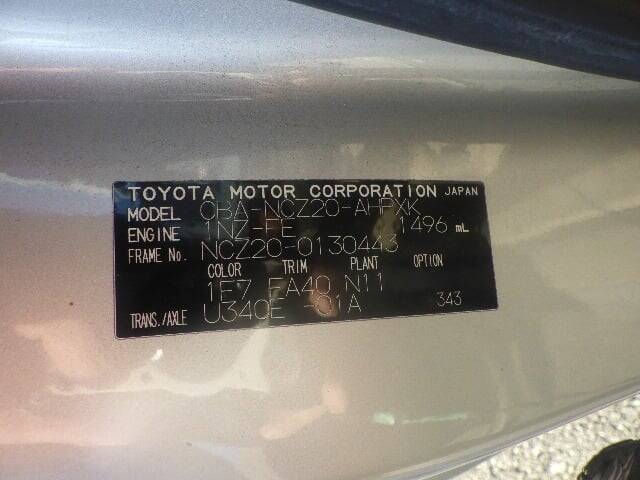 TOYOTA MOTOR CORPORATION JAPAN
MODEL CBA-NCZ20-AHPXK
ENGINE 1NZ-FE 1496 mL
FRAME No. NCZ20-0130443
COLOR TRIM PLANT OPTION
1E7 FA40 N11
TRANS./AXLE U340E -01A 343